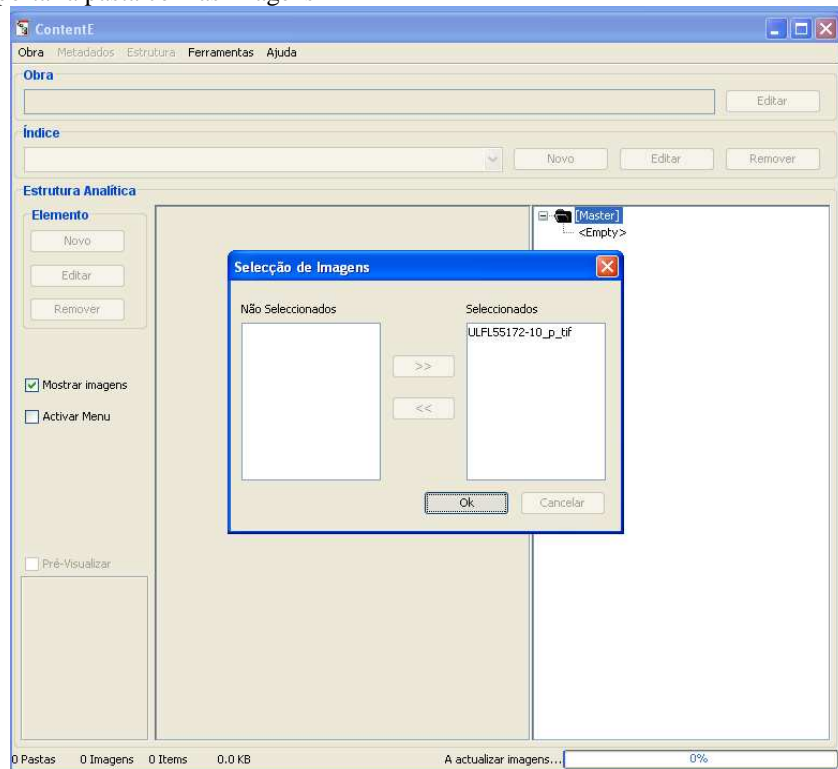 ContentE
Obra Metadados Estrutura Ferramentas Ajuda
Obra
Editar
Índice
Novo Editar Remover
Estrutura Analítica
Elemento
Novo
Editar
Remover
Mostrar imagens
Activar Menu
Pré-Visualizar
[Master]
<Empty>
Selecção de Imagens
Não Seleccionados
Seleccionados
ULFL55172-10_p_tif
>>
<<
Ok Cancelar
0 Pastas 0 Imagens 0 Items 0.0 KB A actualizar imagens... 0%